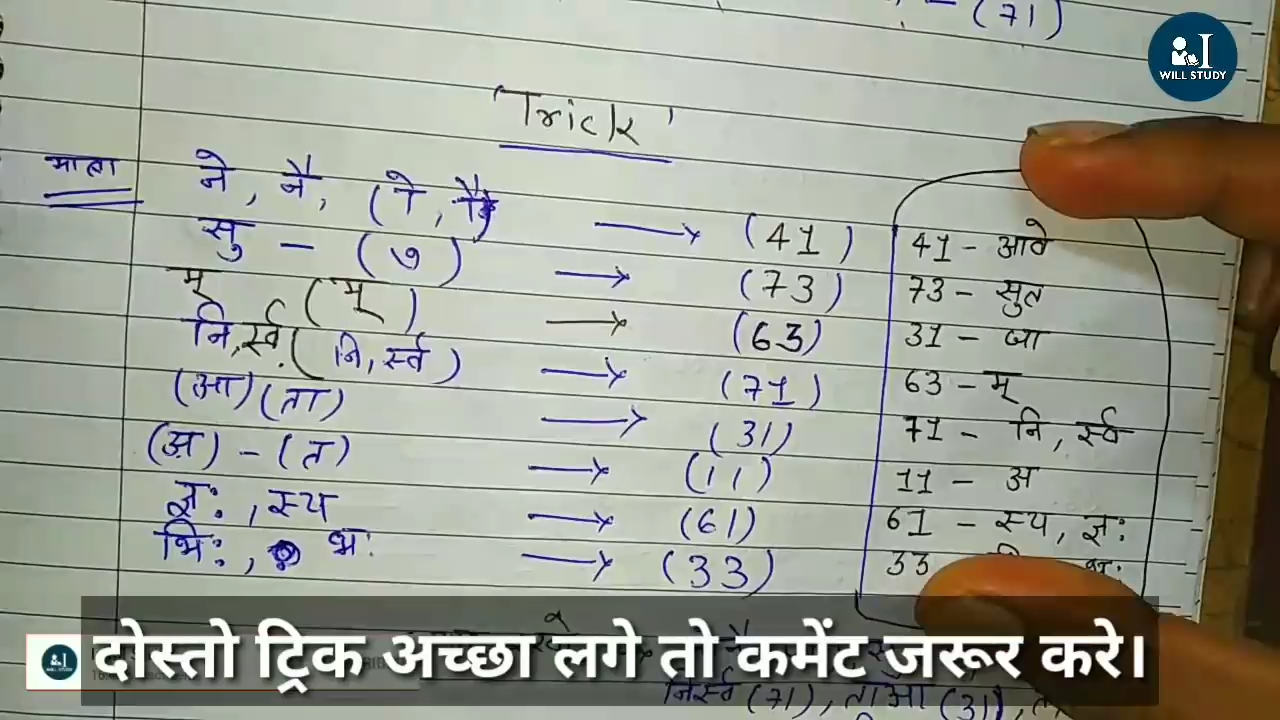 (71)
I
WILL STUDY
Trick
मात्रा
ने, नै, (ते, तै) → (41)
सु - (७) → (73)
मृ (मृ) → (63)
नि, र्स्व (नि, र्स्व) → (71)
(आ) (ता) → (31)
(अ) - (त) → (11)
ज्ञः, स्य → (61)
भिः, भः → (33)
41 - आवे
73 - सुत
31 - जा
63 - मृ
71 - नि, र्स्व
11 - अ
61 - स्य, ज्ञः
33
दोस्तो ट्रिक अच्छा लगे तो कमेंट जरूर करे।
निर्स्व (71), ताआ (31),